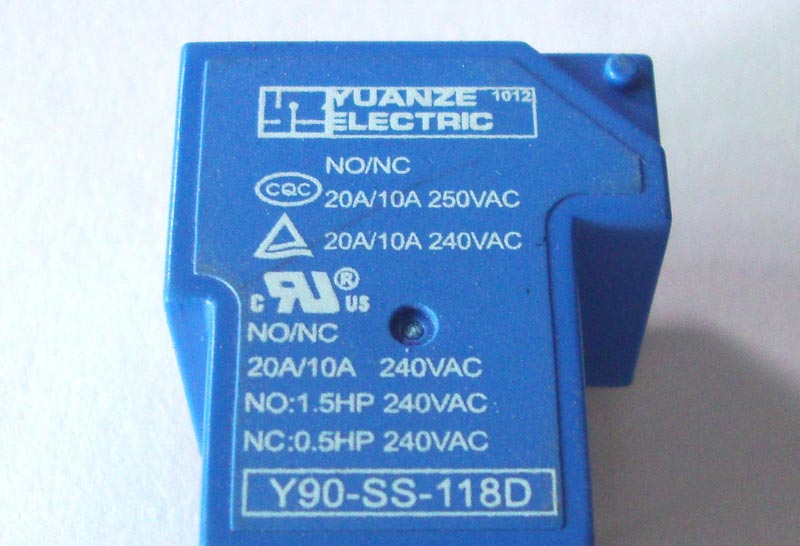 YUANZE 1012
ELECTRIC
NO/NC
CQC 20A/10A 250VAC
20A/10A 240VAC
C RU® US
NO/NC
20A/10A 240VAC
NO:1.5HP 240VAC
NC:0.5HP 240VAC
Y90-SS-118D